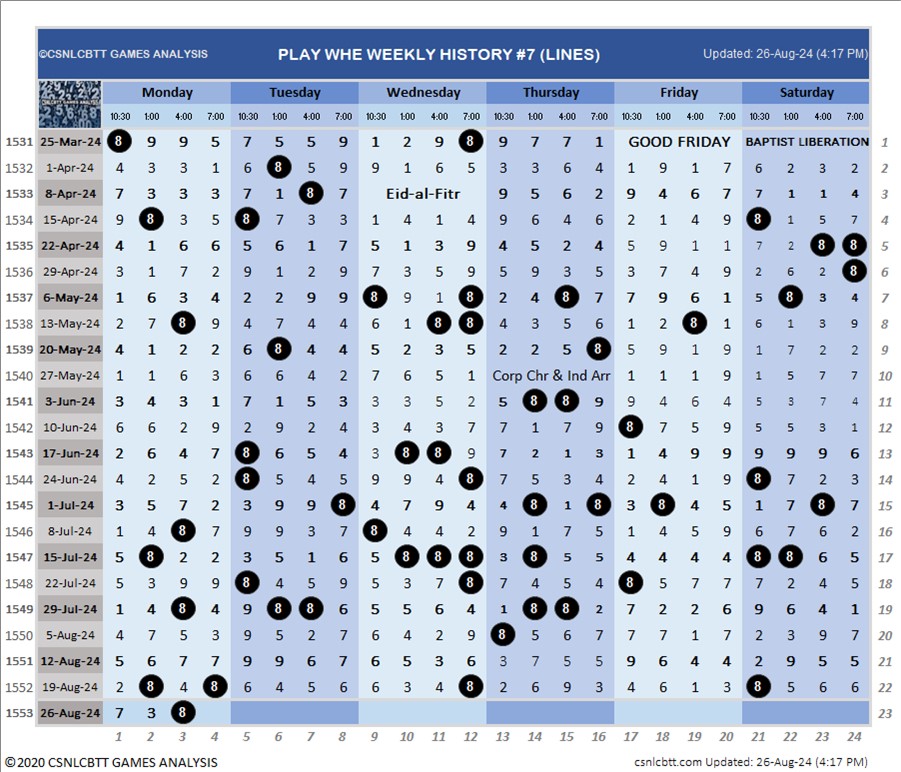 ©CSNLCBTT GAMES ANALYSIS PLAY WHE WEEKLY HISTORY #7 (LINES) Updated: 26-Aug-24 (4:17 PM)
Monday Tuesday Wednesday Thursday Friday Saturday
10:30 1:00 4:00 7:00 10:30 1:00 4:00 7:00 10:30 1:00 4:00 7:00 10:30 1:00 4:00 7:00 10:30 1:00 4:00 7:00 10:30 1:00 4:00 7:00
1531 25-Mar-24 8 9 9 5 7 5 5 9 1 2 9 8 9 7 7 1 GOOD FRIDAY BAPTIST LIBERATION 1
1532 1-Apr-24 4 3 3 1 6 8 5 9 3 1 6 5 3 7 6 4 1 9 1 7 6 2 3 2 2
1533 8-Apr-24 7 3 3 3 7 1 8 7 Eid-al-Fitr 9 5 6 2 9 4 6 7 7 1 1 4 3
1534 15-Apr-24 9 8 3 5 8 7 3 3 1 4 1 4 9 6 4 6 2 1 4 9 8 1 5 7 4
1535 22-Apr-24 4 1 6 6 5 6 1 7 5 1 3 9 4 5 2 4 5 9 1 1 7 2 8 8 5
1536 29-Apr-24 3 1 7 2 9 1 2 9 7 3 5 9 5 9 3 5 3 7 4 9 2 6 2 8 6
1537 6-May-24 1 6 3 4 2 2 9 9 8 9 1 8 2 4 8 7 7 9 6 1 5 8 3 4 7
1538 13-May-24 2 7 8 9 4 7 4 4 6 1 8 8 4 3 5 6 1 2 8 1 6 1 3 9 8
1539 20-May-24 4 1 2 2 6 8 4 4 5 2 3 5 2 2 5 8 5 9 1 9 1 7 2 2 9
1540 27-May-24 1 1 6 3 6 6 4 2 7 6 5 1 Corp Chr & Ind Arr 1 1 1 9 1 5 7 7 10
1541 3-Jun-24 3 4 3 1 7 1 5 3 3 3 5 2 5 8 8 9 9 4 6 4 5 3 7 4 11
1542 10-Jun-24 6 6 2 9 2 9 2 4 3 4 3 7 7 1 7 9 8 7 5 9 5 5 3 1 12
1543 17-Jun-24 2 6 4 7 8 6 5 4 3 8 8 9 7 2 1 3 1 4 9 9 9 9 9 6 13
1544 24-Jun-24 4 2 5 2 8 4 5 5 9 9 4 8 7 5 3 4 2 4 1 9 8 7 2 3 14
1545 1-Jul-24 3 5 7 2 3 9 9 8 4 7 9 4 4 8 1 8 3 8 4 5 1 7 8 7 15
1546 8-Jul-24 1 4 8 7 9 9 3 7 8 4 4 2 9 1 7 5 1 4 5 9 6 7 6 2 16
1547 15-Jul-24 5 8 2 2 3 5 1 6 5 8 8 8 3 8 5 5 4 4 4 4 8 8 6 5 17
1548 22-Jul-24 5 3 9 9 8 4 5 9 5 3 7 8 7 4 5 4 8 5 7 7 7 2 4 5 18
1549 29-Jul-24 1 4 8 4 9 8 8 6 5 5 6 4 1 8 8 2 7 2 2 6 9 6 4 1 19
1550 5-Aug-24 4 7 5 3 9 5 2 7 6 4 2 9 8 5 6 7 7 7 1 7 2 3 9 7 20
1551 12-Aug-24 5 6 7 7 9 9 6 7 6 5 3 6 3 7 5 5 9 6 4 4 2 9 5 5 21
1552 19-Aug-24 2 8 4 8 6 4 5 6 6 3 4 8 2 6 9 3 4 6 1 3 8 5 6 6 22
1553 26-Aug-24 7 3 8 23
1 2 3 4 5 6 7 8 9 10 11 12 13 14 15 16 17 18 19 20 21 22 23 24
©2020 CSNLCBTT GAMES ANALYSIS csnlcbtt.com Updated: 26-Aug-24 (4:17 PM)